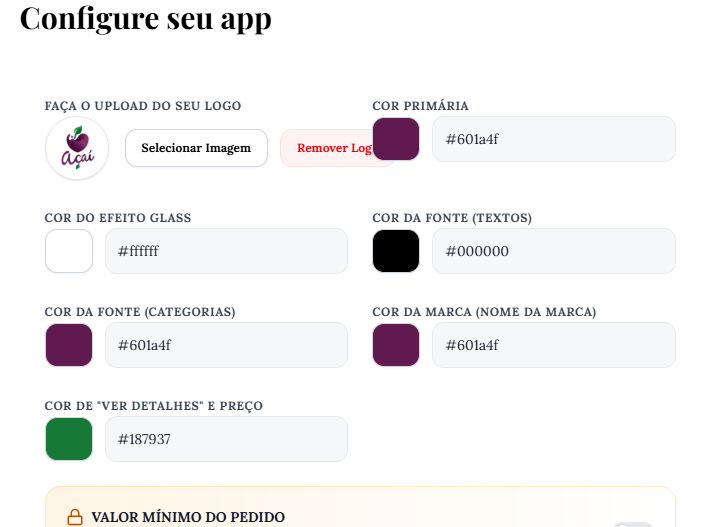 Configure seu app
FAÇA O UPLOAD DO SEU LOGO
Açaí
Selecionar Imagem
Remover Log
COR PRIMÁRIA
#601a4f
COR DO EFEITO GLASS
#ffffff
COR DA FONTE (TEXTOS)
#000000
COR DA FONTE (CATEGORIAS)
#601a4f
COR DA MARCA (NOME DA MARCA)
#601a4f
COR DE "VER DETALHES" E PREÇO
#187937
VALOR MÍNIMO DO PEDIDO